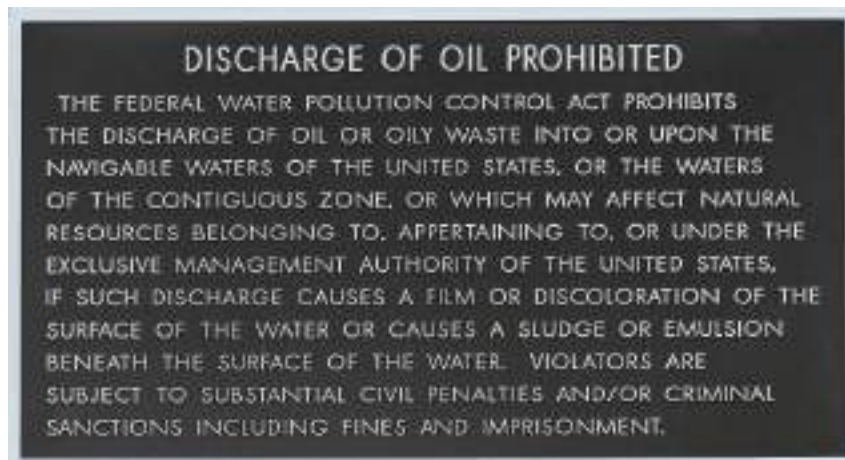 DISCHARGE OF OIL PROHIBITED
THE FEDERAL WATER POLLUTION CONTROL ACT PROHIBITS
THE DISCHARGE OF OIL OR OILY WASTE INTO OR UPON THE
NAVIGABLE WATERS OF THE UNITED STATES, OR THE WATERS
OF THE CONTIGUOUS ZONE, OR WHICH MAY AFFECT NATURAL
RESOURCES BELONGING TO, APPERTAINING TO, OR UNDER THE
EXCLUSIVE MANAGEMENT AUTHORITY OF THE UNITED STATES,
IF SUCH DISCHARGE CAUSES A FILM OR DISCOLORATION OF THE
SURFACE OF THE WATER OR CAUSES A SLUDGE OR EMULSION
BENEATH THE SURFACE OF THE WATER. VIOLATORS ARE
SUBJECT TO SUBSTANTIAL CIVIL PENALTIES AND/OR CRIMINAL
SANCTIONS INCLUDING FINES AND IMPRISONMENT.